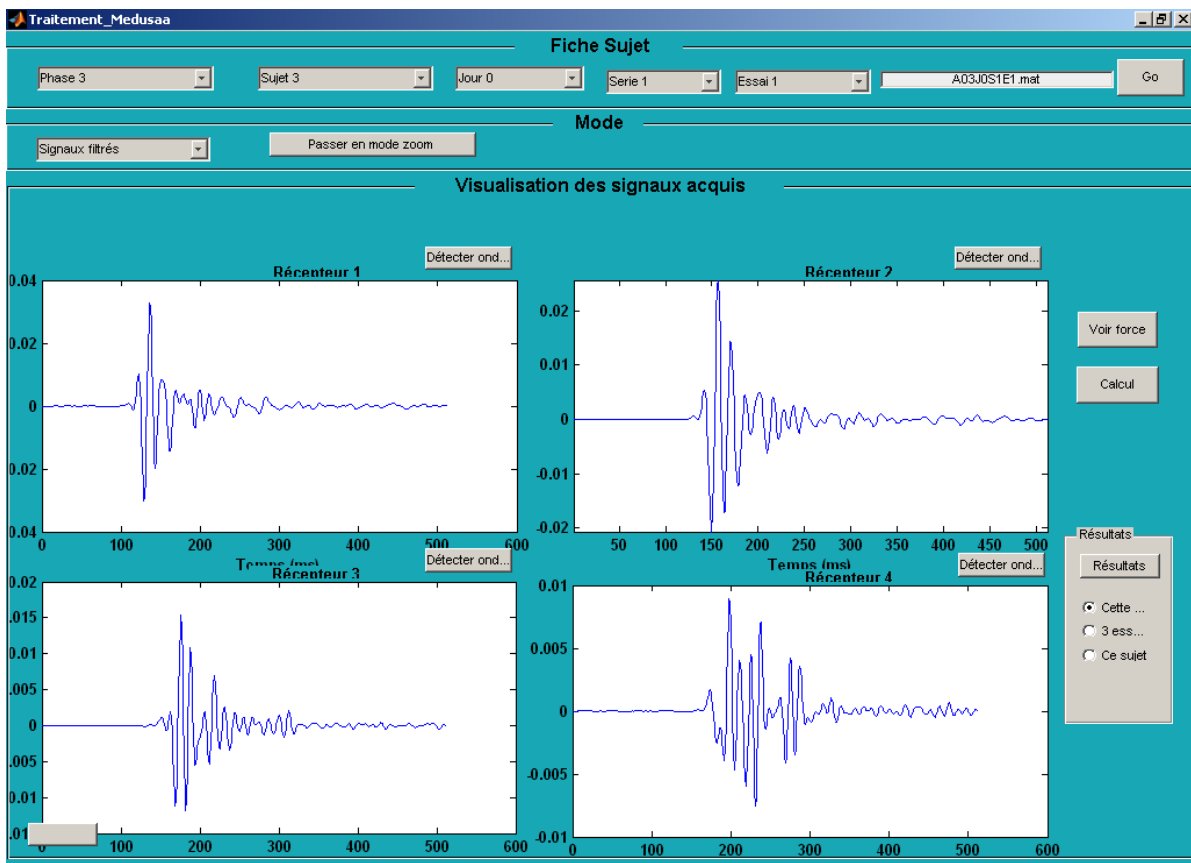 Traitement_Medusaa
Fiche Sujet
Phase 3 Sujet 3 Jour 0 Serie 1 Essai 1 A03J0S1E1.mat Go
Mode
Signaux filtrés Passer en mode zoom
Visualisation des signaux acquis
Détecter ond... Détecter ond...
Récepteur 1 Récepteur 2
0.04
0.02
0
0.02
0.04
0 100 200 300 400 500 600
Temps (ms)
0.02
0.01
0
-0.01
-0.02
50 100 150 200 250 300 350 400 450 500
Temps (ms)
Voir force
Calcul
Détecter ond... Détecter ond...
Récepteur 3 Récepteur 4
0.02
0.015
0.01
.005
0
.005
0.01
.01
100 200 300 400 500 600
0.01
0.005
0
-0.005
-0.01
0 100 200 300 400 500 600
Résultats
Résultats
Cette ...
3 ess...
Ce sujet